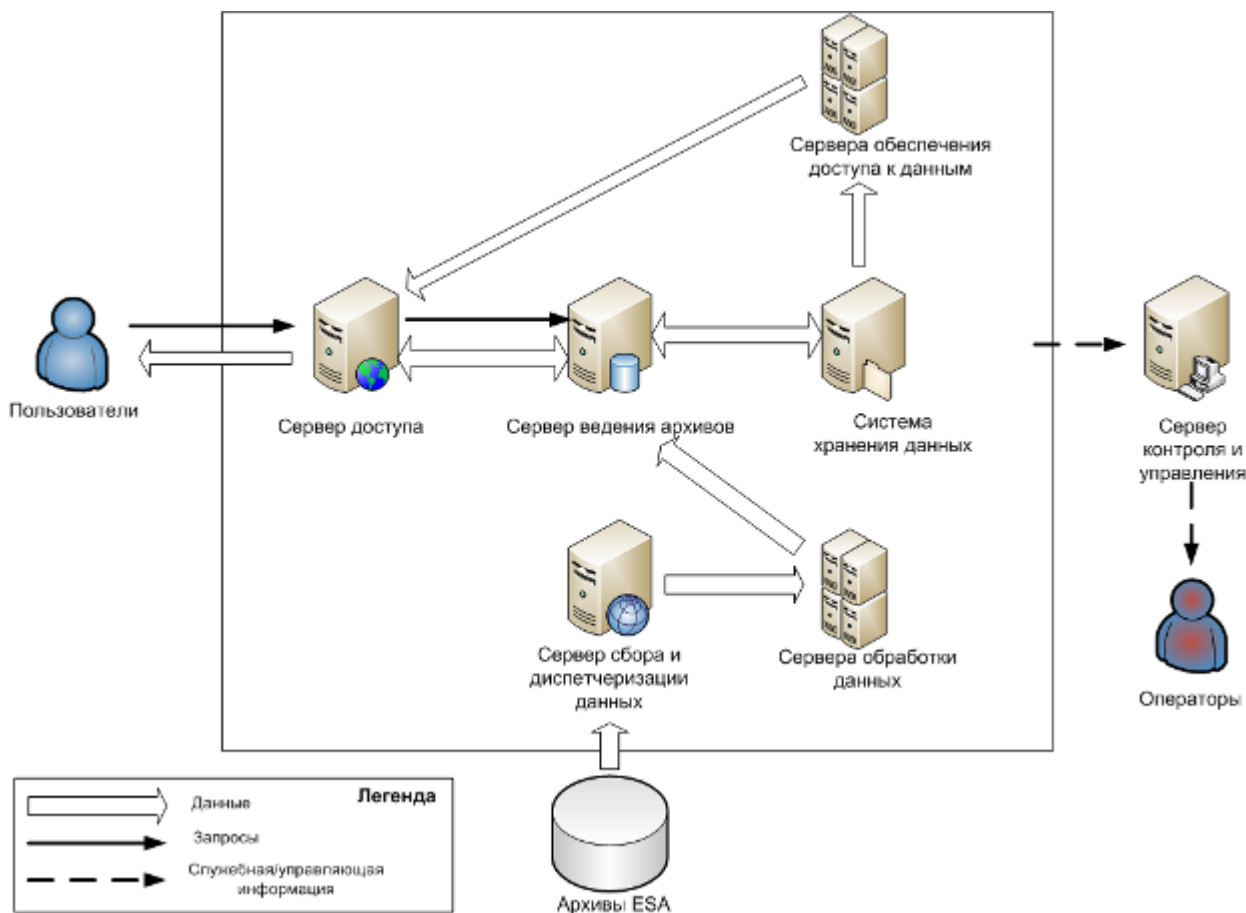 Сервера обеспечения
доступа к данным
Пользователи
Сервер доступа
Сервер ведения архивов
Система
хранения данных
Сервер
контроля и
управления
Сервер сбора и
диспетчеризации
данных
Сервера обработки
данных
Операторы
Легенда
Данные
Запросы
Служебная/управляющая
информация
Архивы ESA